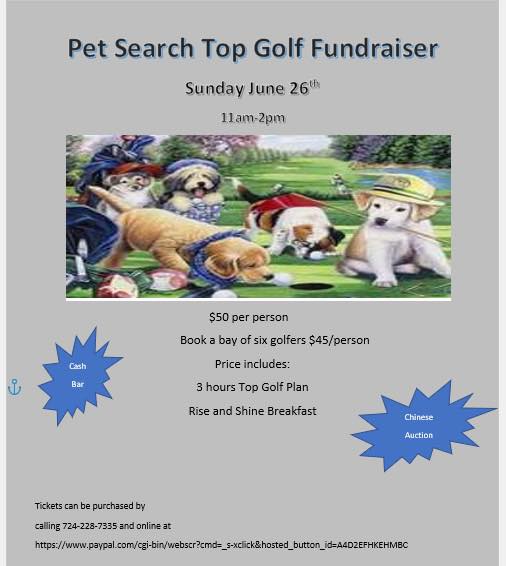 Pet Search Top Golf Fundraiser
Sunday June 26th
11am-2pm
$50 per person
Book a bay of six golfers $45/person
Price includes:
3 hours Top Golf Plan
Rise and Shine Breakfast
Cash
Bar
Chinese
Auction
Tickets can be purchased by
calling 724-228-7335 and online at
https://www.paypal.com/cgi-bin/webscr?cmd=_s-xclick&hosted_button_id=A4D2EFHKEHMBC